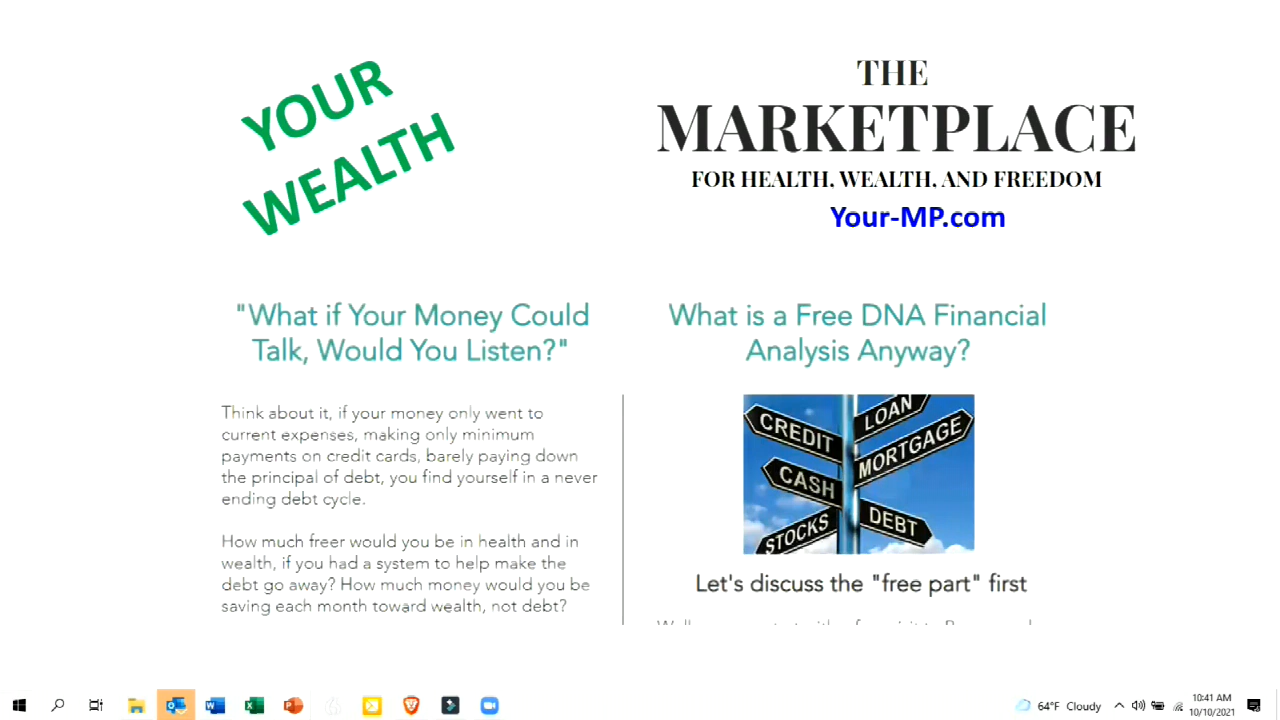 YOUR
WEALTH
THE
MARKETPLACE
FOR HEALTH, WEALTH, AND FREEDOM
Your-MP.com
"What if Your Money Could
Talk, Would You Listen?"
Think about it, if your money only went to
current expenses, making only minimum
payments on credit cards, barely paying down
the principal of debt, you find yourself in a never
ending debt cycle.
How much freer would you be in health and in
wealth, if you had a system to help make the
debt go away? How much money would you be
saving each month toward wealth, not debt?
What is a Free DNA Financial
Analysis Anyway?
LOAN
CREDIT
MORTGAGE
CASH
DEBT
STOCKS
Let's discuss the "free part" first
64°F Cloudy
10:41 AM
10/10/2021